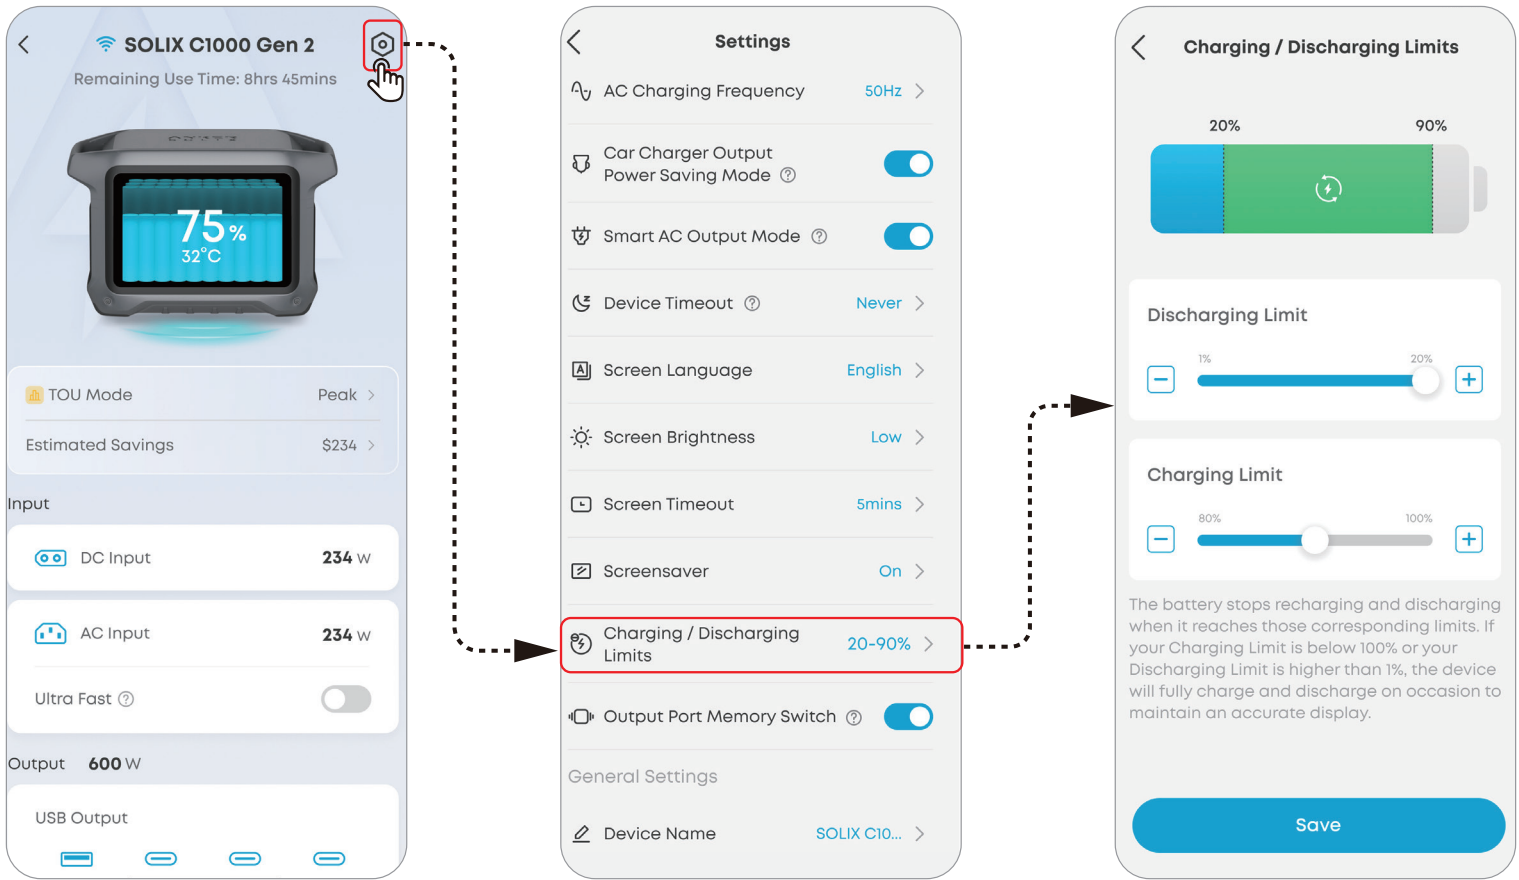 SOLIX C1000 Gen 2
Remaining Use Time: 8hrs 45mins
75%
32°C
TOU Mode
Peak
Estimated Savings
$234
Input
DC Input
234 W
AC Input
234 W
Ultra Fast ?
Output 600 W
USB Output
Settings
AC Charging Frequency
50Hz
Car Charger Output
Power Saving Mode ?
Smart AC Output Mode ?
Device Timeout ?
Never
Screen Language
English
Screen Brightness
Low
Screen Timeout
5mins
Screensaver
On
Charging / Discharging
Limits
20-90%
Output Port Memory Switch ?
General Settings
Device Name
SOLIX C10...
Charging / Discharging Limits
20%
90%
Discharging Limit
1%
20%
Charging Limit
80%
100%
The battery stops recharging and discharging
when it reaches those corresponding limits. If
your Charging Limit is below 100% or your
Discharging Limit is higher than 1%, the device
will fully charge and discharge on occasion to
maintain an accurate display.
Save